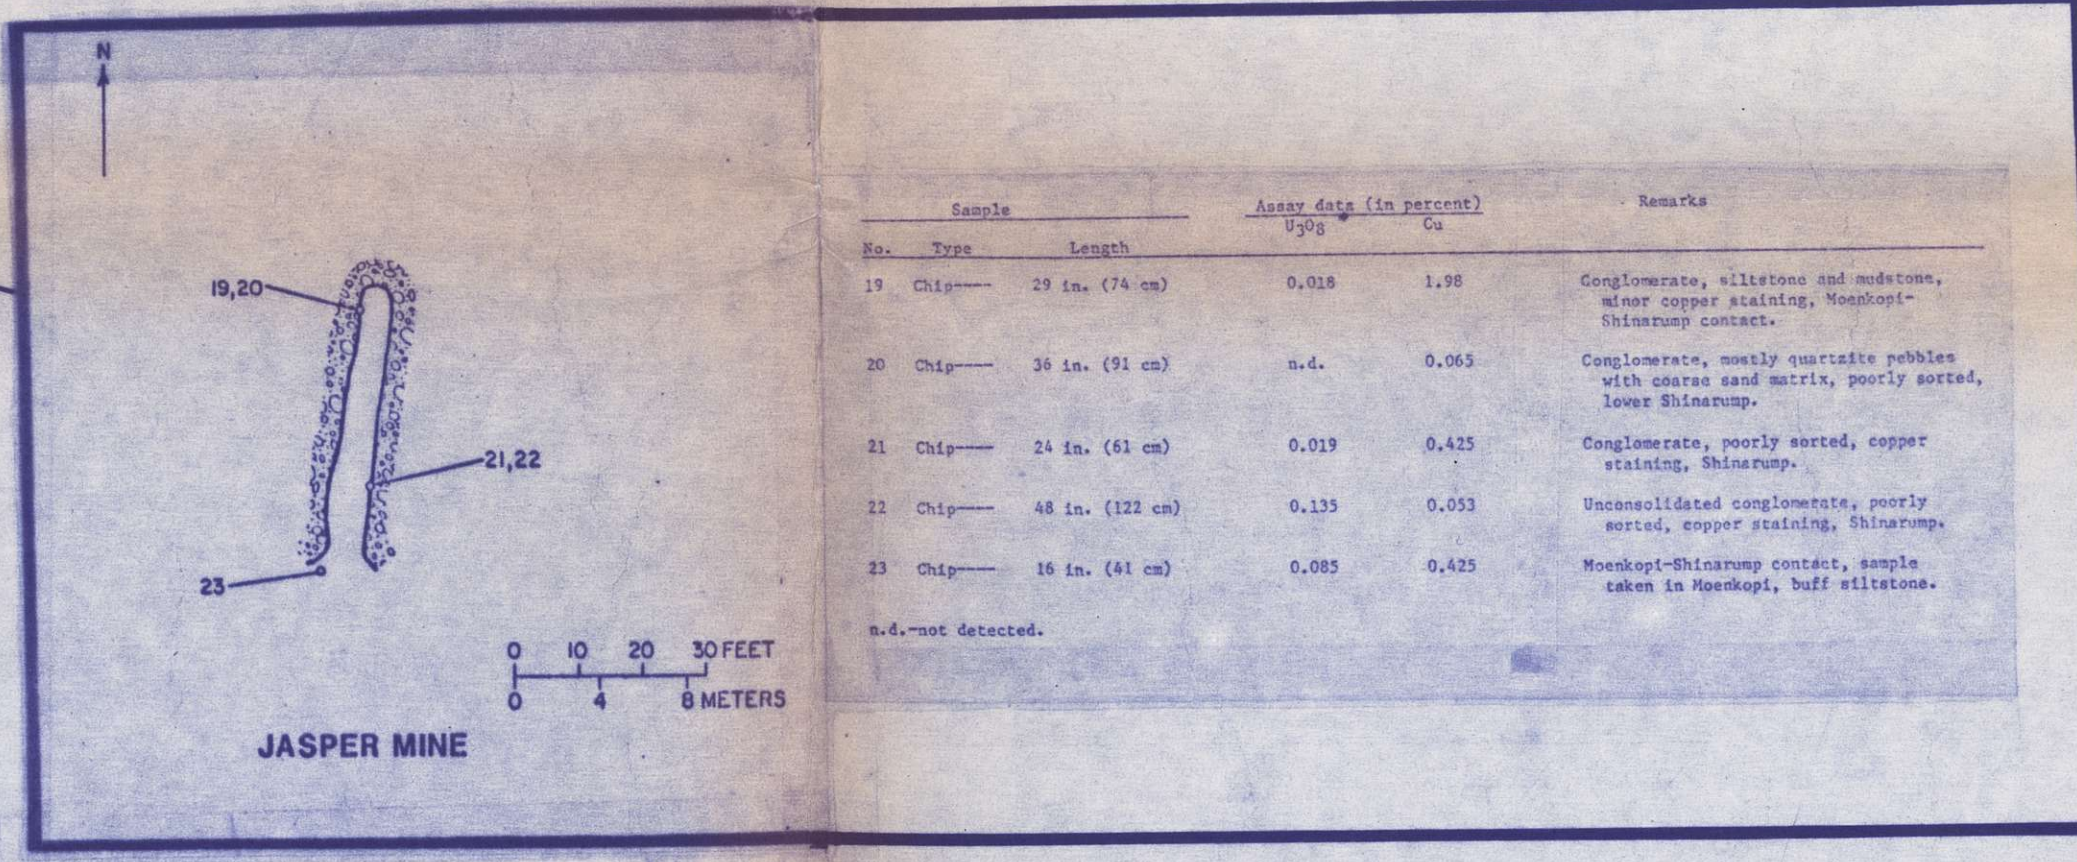 N
19,20
21,22
23
0 10 20 30 FEET
0 4 8 METERS
JASPER MINE
Sample Assay data (in percent) Remarks
U3O8 Cu
No. Type Length
19 Chip---- 29 in. (74 cm) 0.018 1.98 Conglomerate, siltstone and mudstone,
minor copper staining, Moenkopi-
Shinarump contact.
20 Chip---- 36 in. (91 cm) n.d. 0.065 Conglomerate, mostly quartzite pebbles
with coarse sand matrix, poorly sorted,
lower Shinarump.
21 Chip---- 24 in. (61 cm) 0.019 0.425 Conglomerate, poorly sorted, copper
staining, Shinarump.
22 Chip---- 48 in. (122 cm) 0.135 0.053 Unconsolidated conglomerate, poorly
sorted, copper staining, Shinarump.
23 Chip---- 16 in. (41 cm) 0.085 0.425 Moenkopi-Shinarump contact, sample
taken in Moenkopi, buff siltstone.
n.d.-not detected.